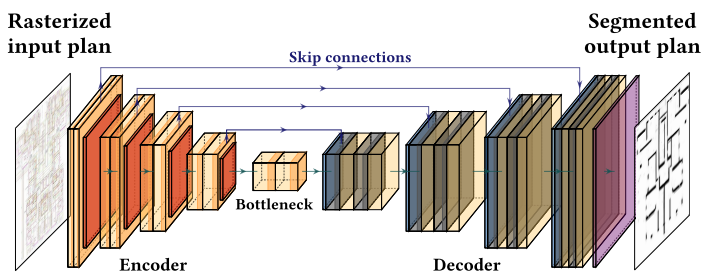 Rasterized
input plan
Segmented
output plan
Skip connections
Bottleneck
Encoder
Decoder